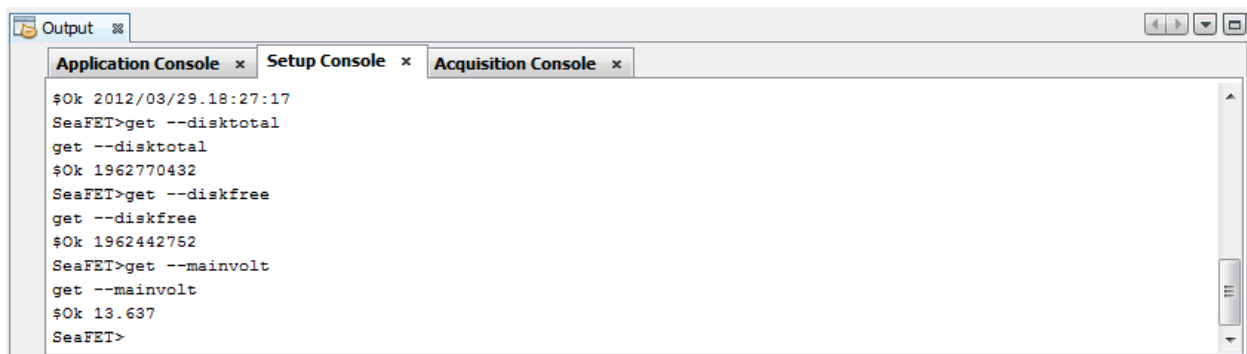 Output
Application Console x Setup Console x Acquisition Console x
$Ok 2012/03/29.18:27:17
SeaFET>get --disktotal
get --disktotal
$Ok 1962770432
SeaFET>get --diskfree
get --diskfree
$Ok 1962442752
SeaFET>get --mainvolt
get --mainvolt
$Ok 13.637
SeaFET>